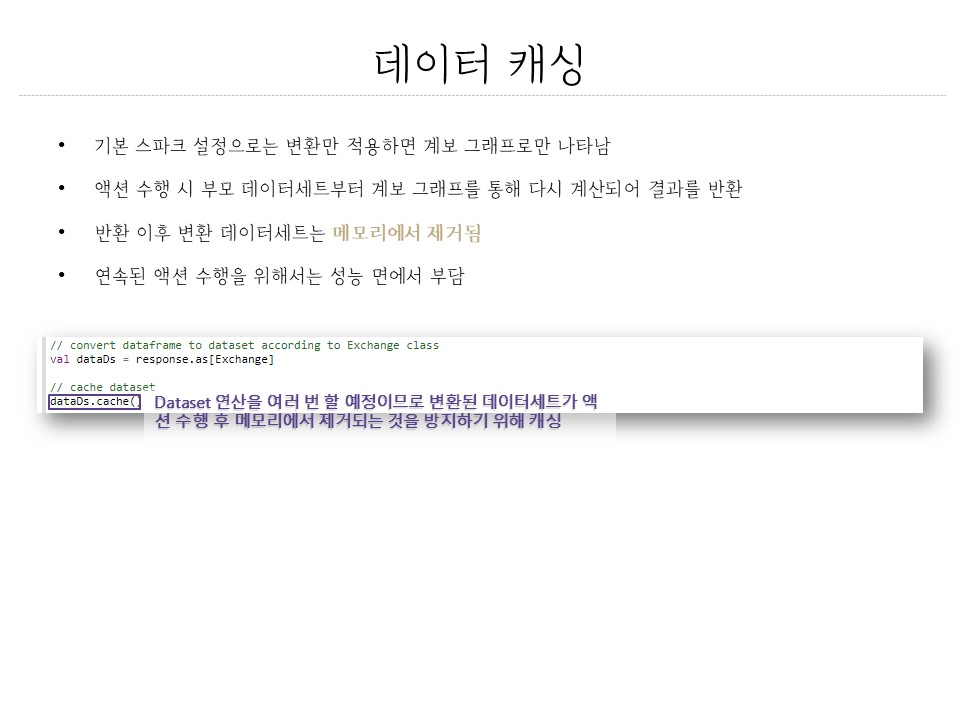 데이터 캐싱
• 기본 스파크 설정으로는 변환만 적용하면 계보 그래프로만 나타남
• 액션 수행 시 부모 데이터세트부터 계보 그래프를 통해 다시 계산되어 결과를 반환
• 반환 이후 변환 데이터세트는 메모리에서 제거됨
• 연속된 액션 수행을 위해서는 성능 면에서 부담
// convert dataframe to dataset according to Exchange class
val dataDs = response.as[Exchange]
// cache dataset
dataDs.cache()
Dataset 연산을 여러 번 할 예정이므로 변환된 데이터세트가 액
션 수행 후 메모리에서 제거되는 것을 방지하기 위해 캐싱